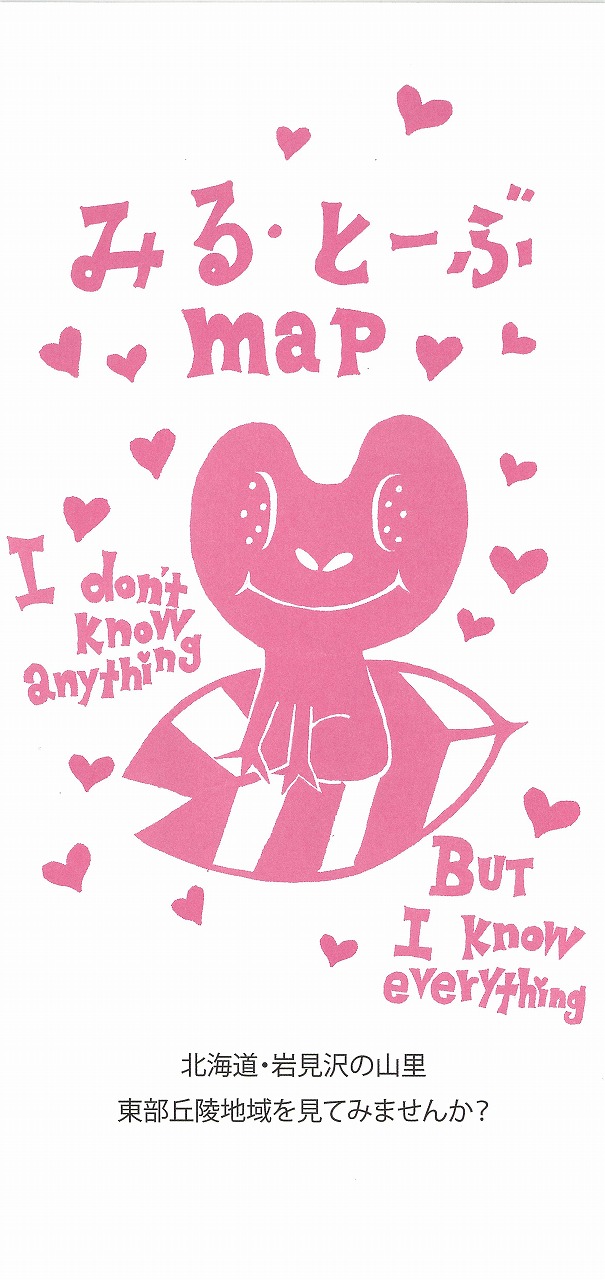 みる・とーぶ
map
I don't
know
anything
BUT
I know
everything
北海道・岩見沢の山里
東部丘陵地域を見てみませんか？